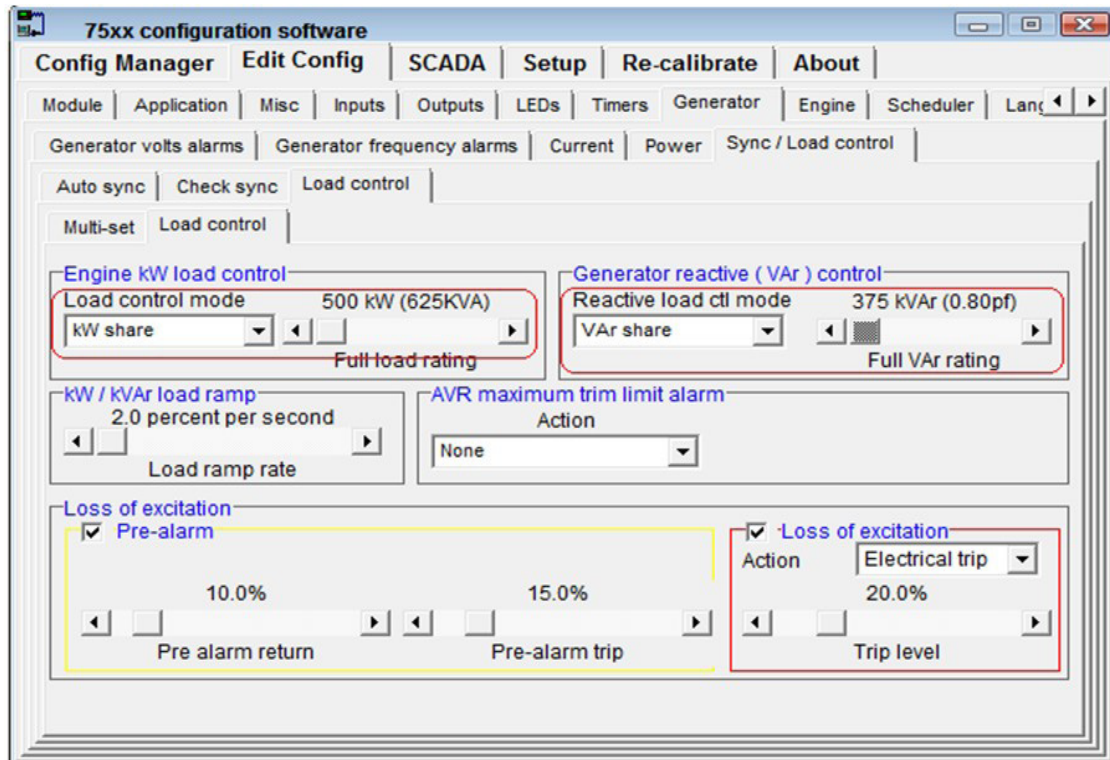 75xx configuration software
Config Manager Edit Config SCADA Setup Re-calibrate About
Module Application Misc Inputs Outputs LEDs Timers Generator Engine Scheduler Lang
Generator volts alarms Generator frequency alarms Current Power Sync / Load control
Auto sync Check sync Load control
Multi-set Load control
Engine kW load control
Load control mode 500 kW (625KVA)
kW share
Full load rating
Generator reactive ( VAr ) control
Reactive load ctl mode 375 kVAr (0.80pf)
VAr share
Full VAr rating
kW / kVAr load ramp
2.0 percent per second
Load ramp rate
AVR maximum trim limit alarm
Action
None
Loss of excitation
Pre-alarm
10.0% 15.0%
Pre alarm return Pre-alarm trip
Loss of excitation
Action Electrical trip
20.0%
Trip level